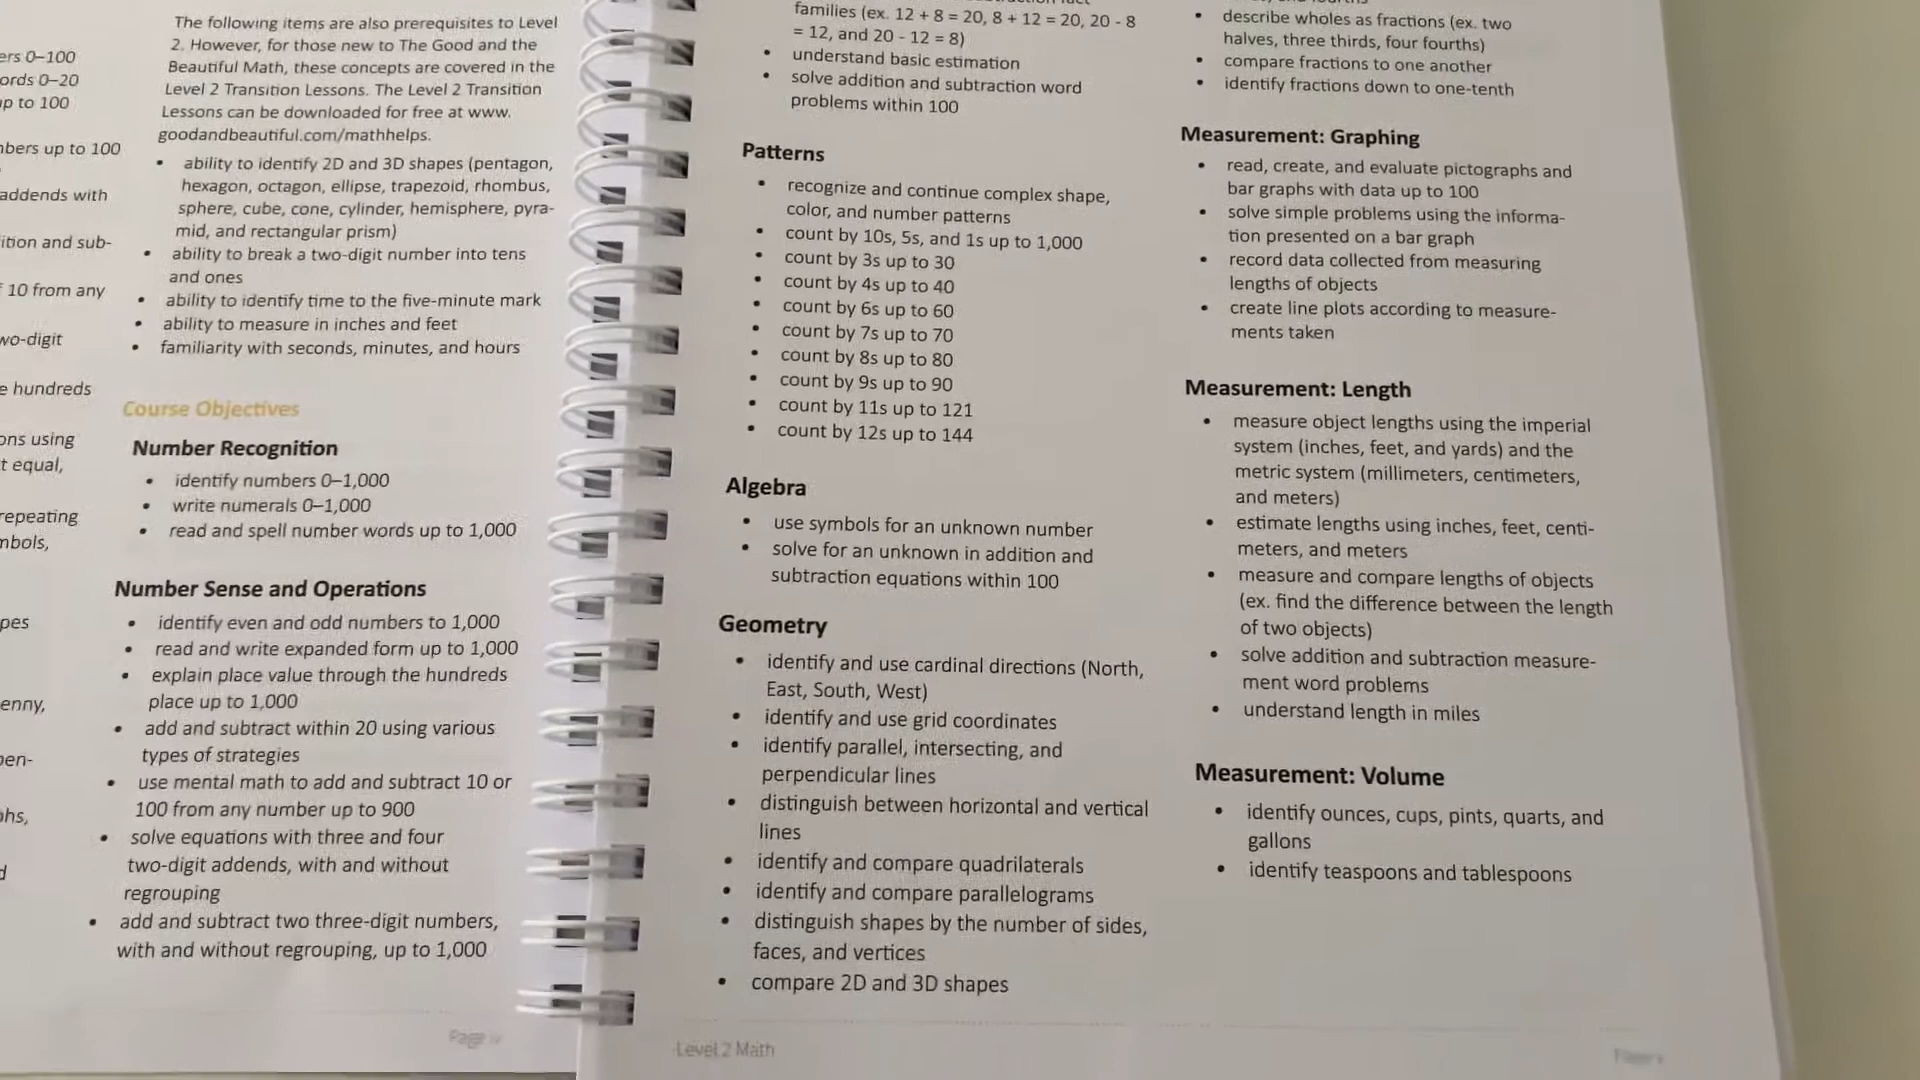 ers 0–100
ords 0–20
up to 100
bers up to 100
addends with
ition and sub-
10 from any
wo-digit
e hundreds
ons using
t equal,
repeating
mbols,
pes
enny,
pen-
phs,
d
The following items are also prerequisites to Level
2. However, for those new to The Good and the
Beautiful Math, these concepts are covered in the
Level 2 Transition Lessons. The Level 2 Transition
Lessons can be downloaded for free at www.
goodandbeautiful.com/mathhelps.
• ability to identify 2D and 3D shapes (pentagon,
hexagon, octagon, ellipse, trapezoid, rhombus,
sphere, cube, cone, cylinder, hemisphere, pyra-
mid, and rectangular prism)
• ability to break a two-digit number into tens
and ones
• ability to identify time to the five-minute mark
• ability to measure in inches and feet
• familiarity with seconds, minutes, and hours
Course Objectives
Number Recognition
• identify numbers 0–1,000
• write numerals 0–1,000
• read and spell number words up to 1,000
Number Sense and Operations
• identify even and odd numbers to 1,000
• read and write expanded form up to 1,000
• explain place value through the hundreds
place up to 1,000
• add and subtract within 20 using various
types of strategies
• use mental math to add and subtract 10 or
100 from any number up to 900
• solve equations with three and four
two-digit addends, with and without
regrouping
• add and subtract two three-digit numbers,
with and without regrouping, up to 1,000
Page iv
families (ex. 12 + 8 = 20, 8 + 12 = 20, 20 - 8
= 12, and 20 - 12 = 8)
• understand basic estimation
• solve addition and subtraction word
problems within 100
Patterns
• recognize and continue complex shape,
color, and number patterns
• count by 10s, 5s, and 1s up to 1,000
• count by 3s up to 30
• count by 4s up to 40
• count by 6s up to 60
• count by 7s up to 70
• count by 8s up to 80
• count by 9s up to 90
• count by 11s up to 121
• count by 12s up to 144
Algebra
• use symbols for an unknown number
• solve for an unknown in addition and
subtraction equations within 100
Geometry
• identify and use cardinal directions (North,
East, South, West)
• identify and use grid coordinates
• identify parallel, intersecting, and
perpendicular lines
• distinguish between horizontal and vertical
lines
• identify and compare quadrilaterals
• identify and compare parallelograms
• distinguish shapes by the number of sides,
faces, and vertices
• compare 2D and 3D shapes
Level 2 Math
• describe wholes as fractions (ex. two
halves, three thirds, four fourths)
• compare fractions to one another
• identify fractions down to one-tenth
Measurement: Graphing
• read, create, and evaluate pictographs and
bar graphs with data up to 100
• solve simple problems using the informa-
tion presented on a bar graph
• record data collected from measuring
lengths of objects
• create line plots according to measure-
ments taken
Measurement: Length
• measure object lengths using the imperial
system (inches, feet, and yards) and the
metric system (millimeters, centimeters,
and meters)
• estimate lengths using inches, feet, centi-
meters, and meters
• measure and compare lengths of objects
(ex. find the difference between the length
of two objects)
• solve addition and subtraction measure-
ment word problems
• understand length in miles
Measurement: Volume
• identify ounces, cups, pints, quarts, and
gallons
• identify teaspoons and tablespoons